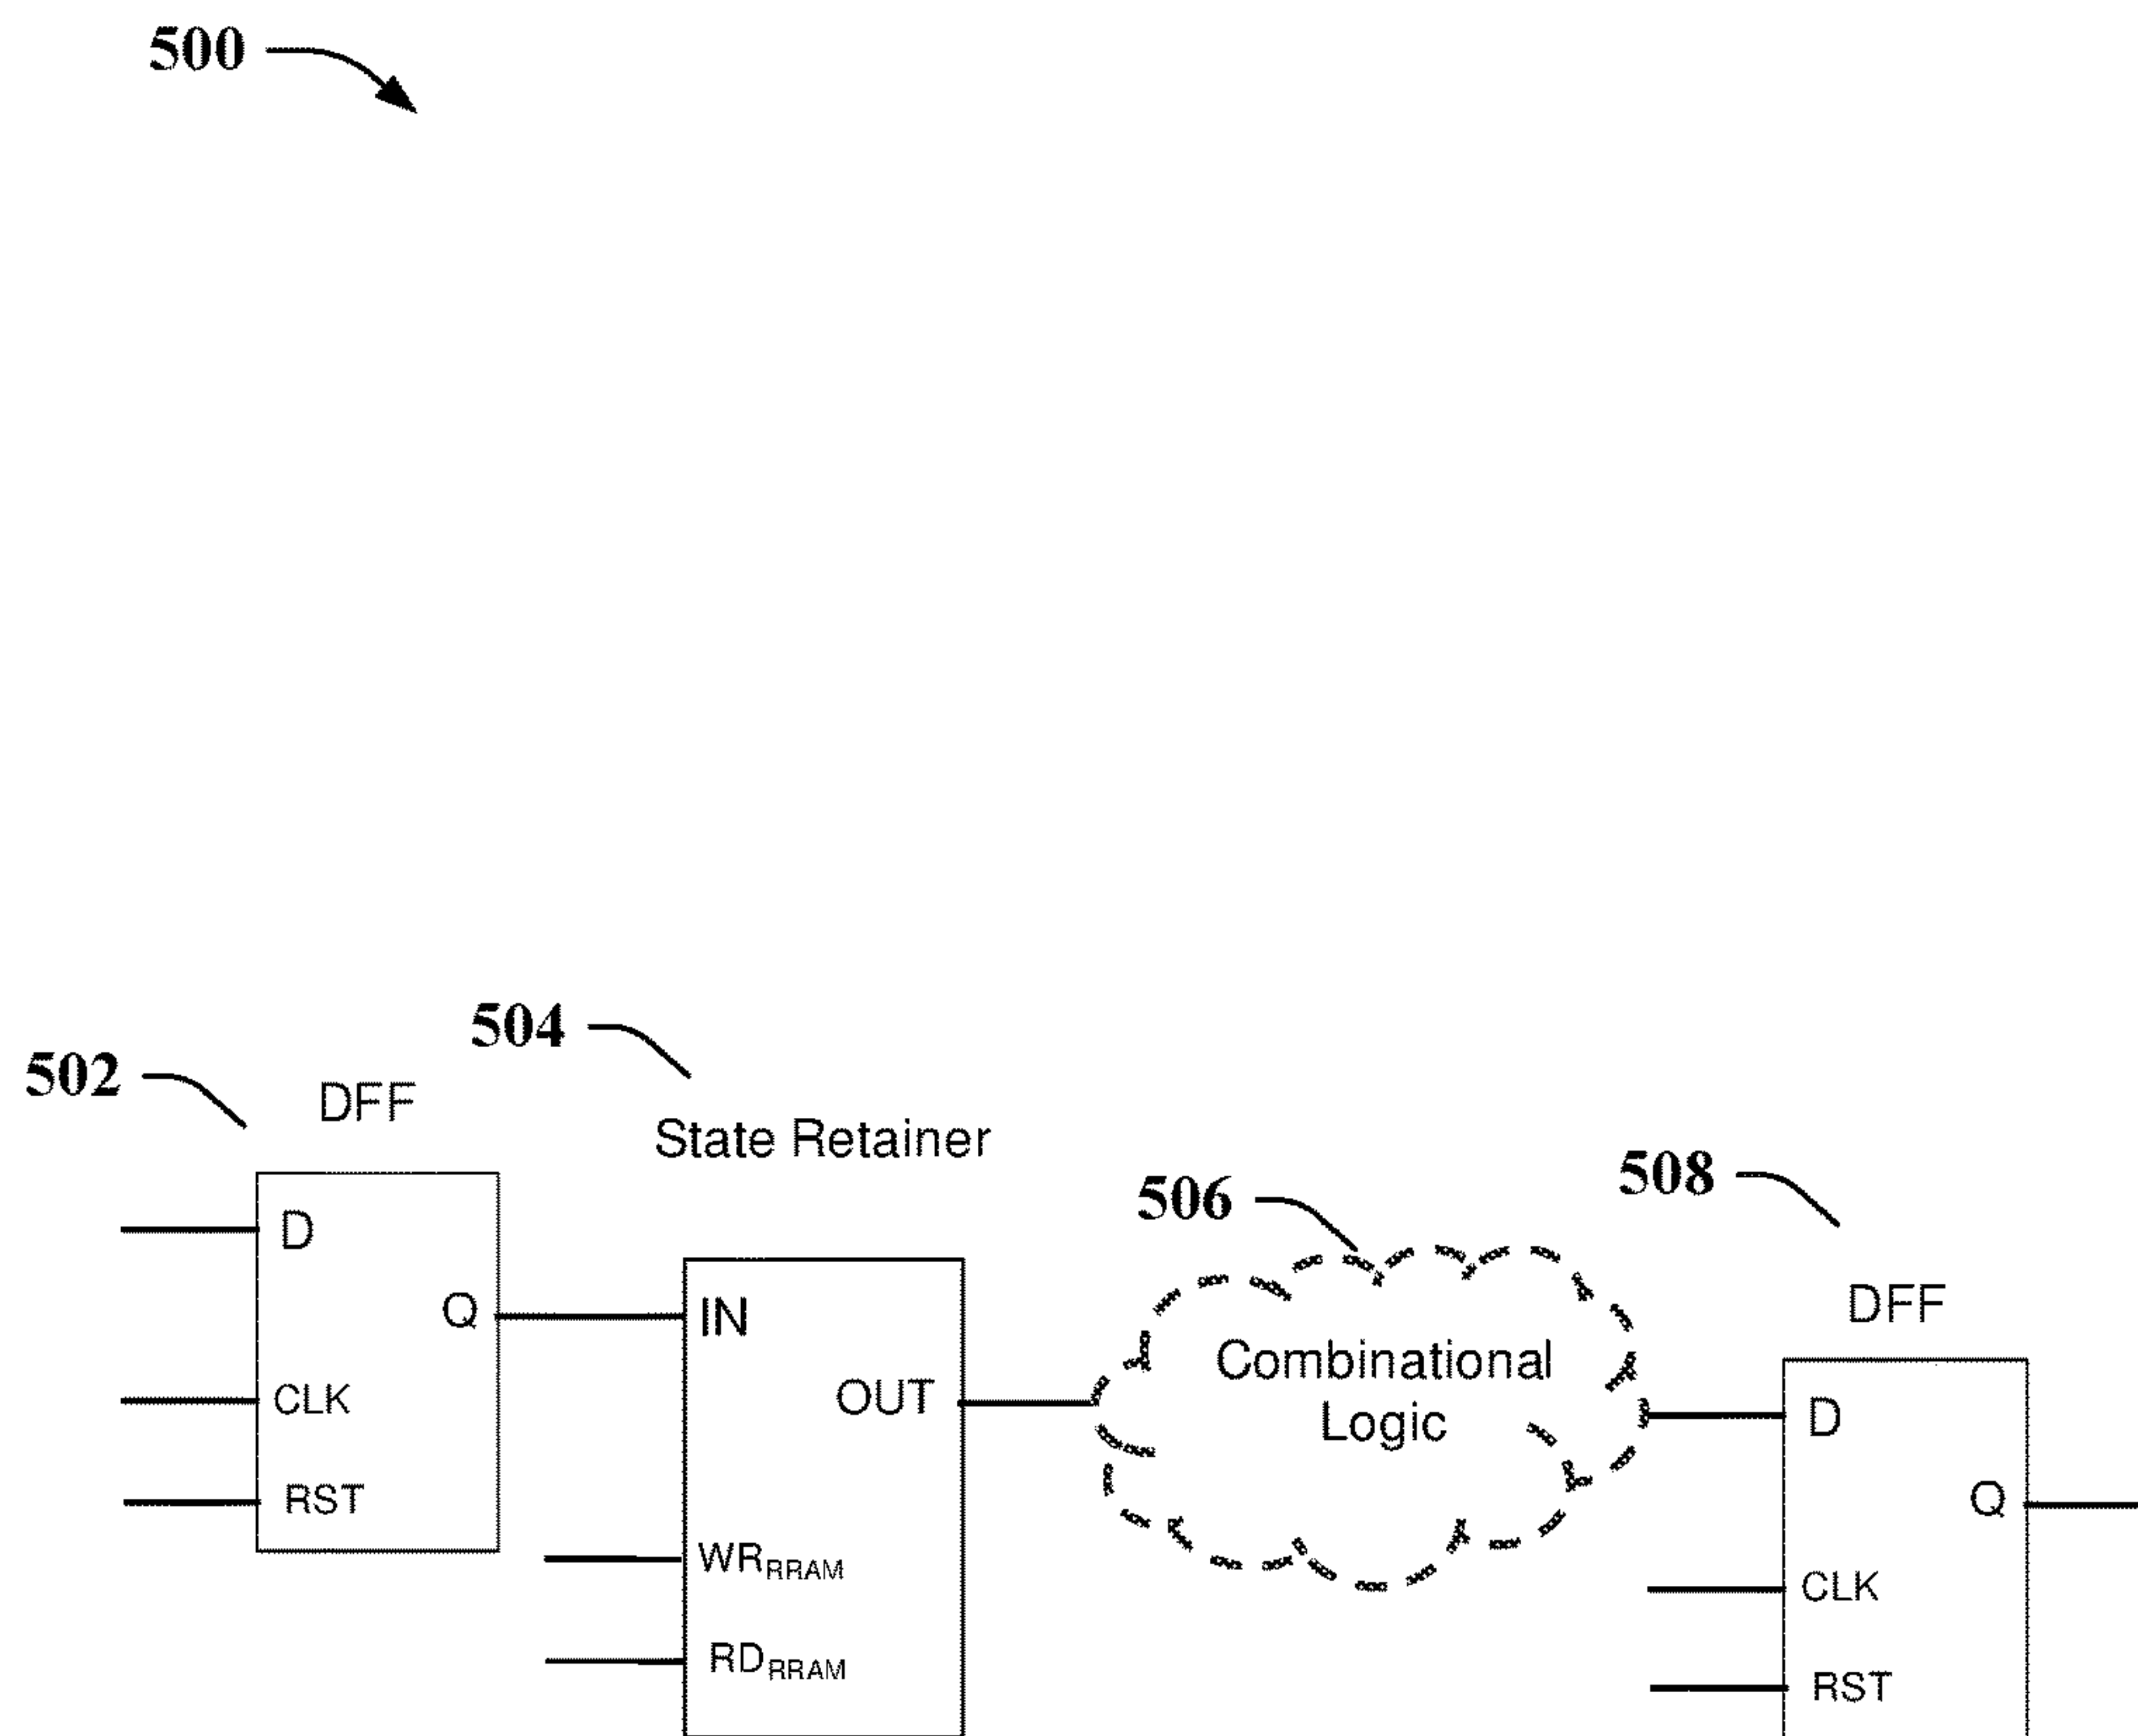 500
502
DFF
D
Q
CLK
RST
504
State Retainer
IN
OUT
WRRRAM
RDRRAM
506
Combinational
Logic
508
DFF
D
Q
CLK
RST